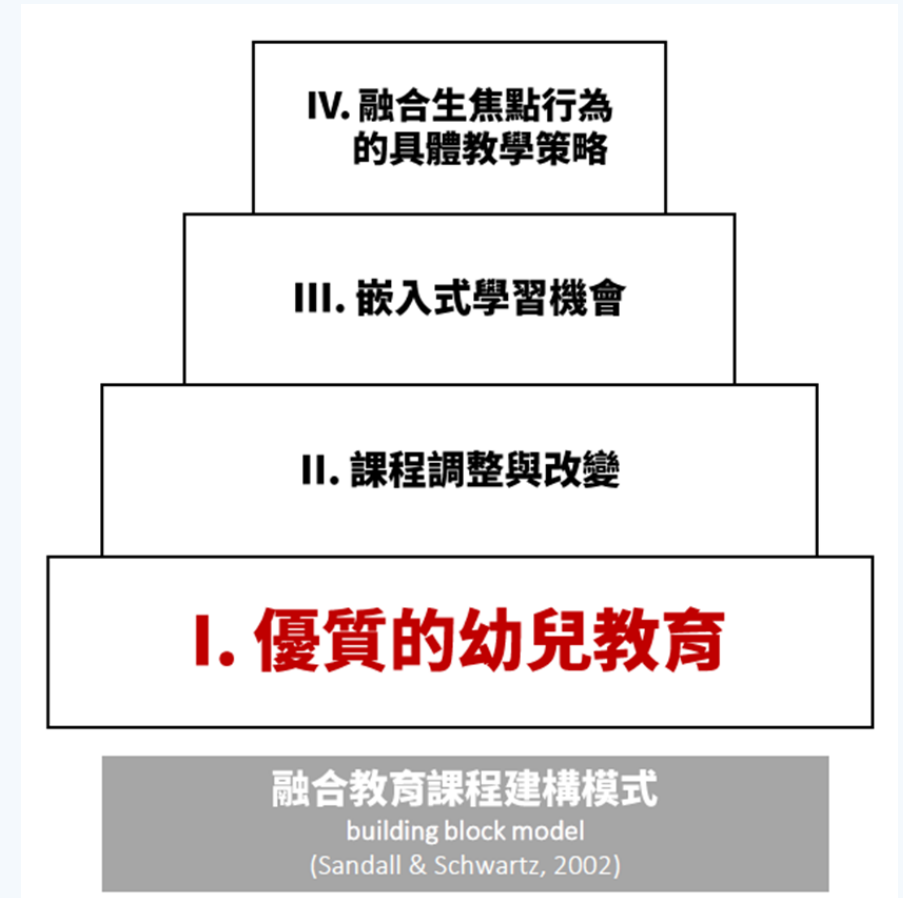 IV. 融合生焦點行為
的具體教學策略
III. 嵌入式學習機會
II. 課程調整與改變
I. 優質的幼兒教育
融合教育課程建構模式
building block model
(Sandall & Schwartz, 2002)